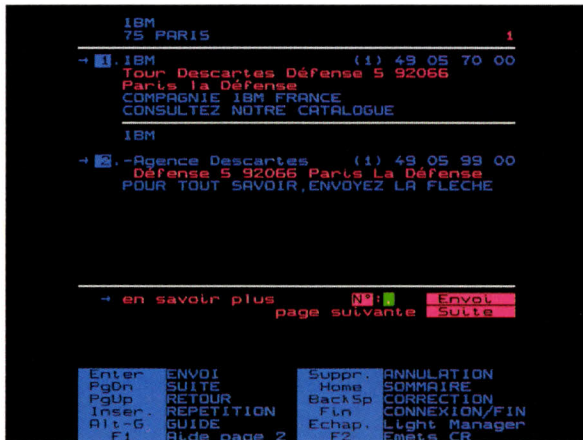 IBM
75 PARIS 1
→ 1.IBM (1) 49 05 70 00
Tour Descartes Défense 5 92066
Paris la Défense
COMPAGNIE IBM FRANCE
CONSULTEZ NOTRE CATALOGUE
IBM
→ 2.-Agence Descartes (1) 49 05 99 00
Défense 5 92066 Paris La Défense
POUR TOUT SAVOIR,ENVOYEZ LA FLECHE
→ en savoir plus N°:. Envoi
page suivante Suite
Enter ENVOI Suppr. ANNULATION
PgDn SUITE Home SOMMAIRE
PgUp RETOUR BackSp CORRECTION
Inser. REPETITION Fin CONNEXION/FIN
Alt-G GUIDE Echap. Light Manager
F1 Aide page 2 F2 Emets CR